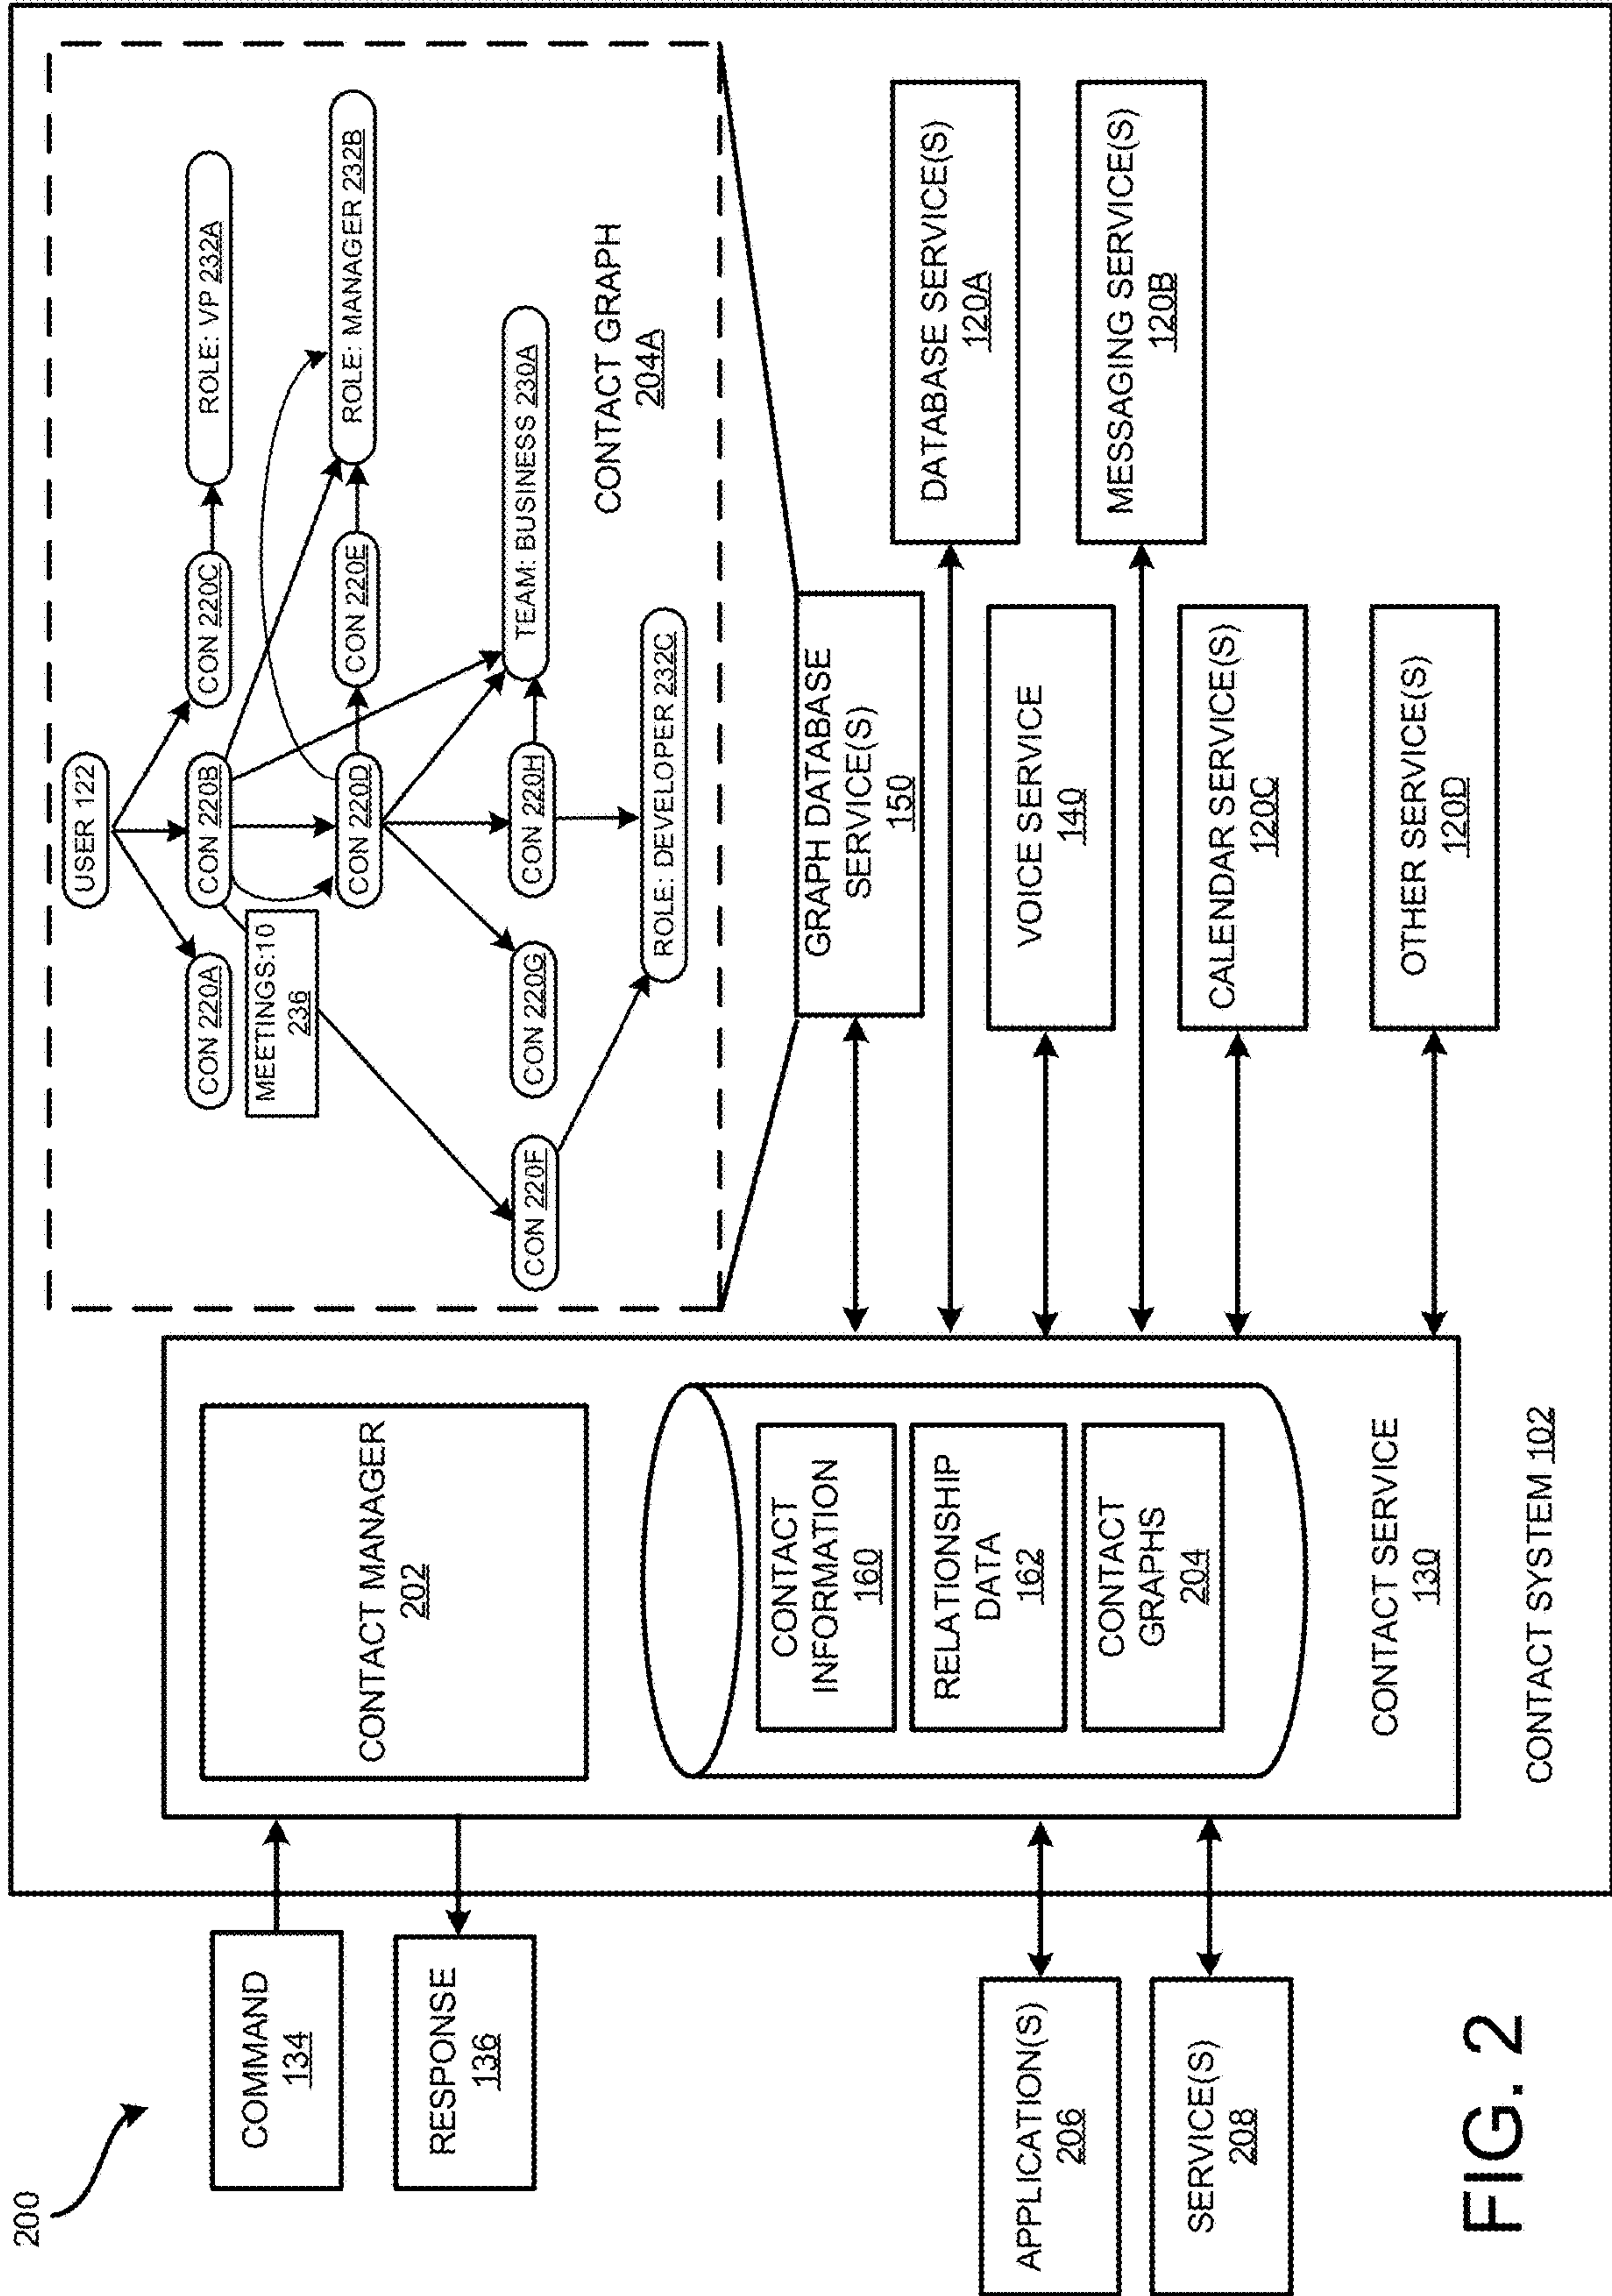 200
COMMAND
134
RESPONSE
136
APPLICATION(S)
206
SERVICE(S)
208
CONTACT MANAGER
202
CONTACT
INFORMATION
160
RELATIONSHIP
DATA
162
CONTACT
GRAPHS
204
CONTACT SERVICE
130
CONTACT SYSTEM 102
USER 122
CON 220A
CON 220B
CON 220C
ROLE: VP 232A
MEETINGS:10
236
CON 220D
CON 220E
ROLE: MANAGER 232B
CON 220F
CON 220G
CON 220H
TEAM: BUSINESS 230A
ROLE: DEVELOPER 232C
CONTACT GRAPH
204A
GRAPH DATABASE
SERVICE(S)
150
DATABASE SERVICE(S)
120A
VOICE SERVICE
140
MESSAGING SERVICE(S)
120B
CALENDAR SERVICE(S)
120C
OTHER SERVICE(S)
120D
FIG. 2